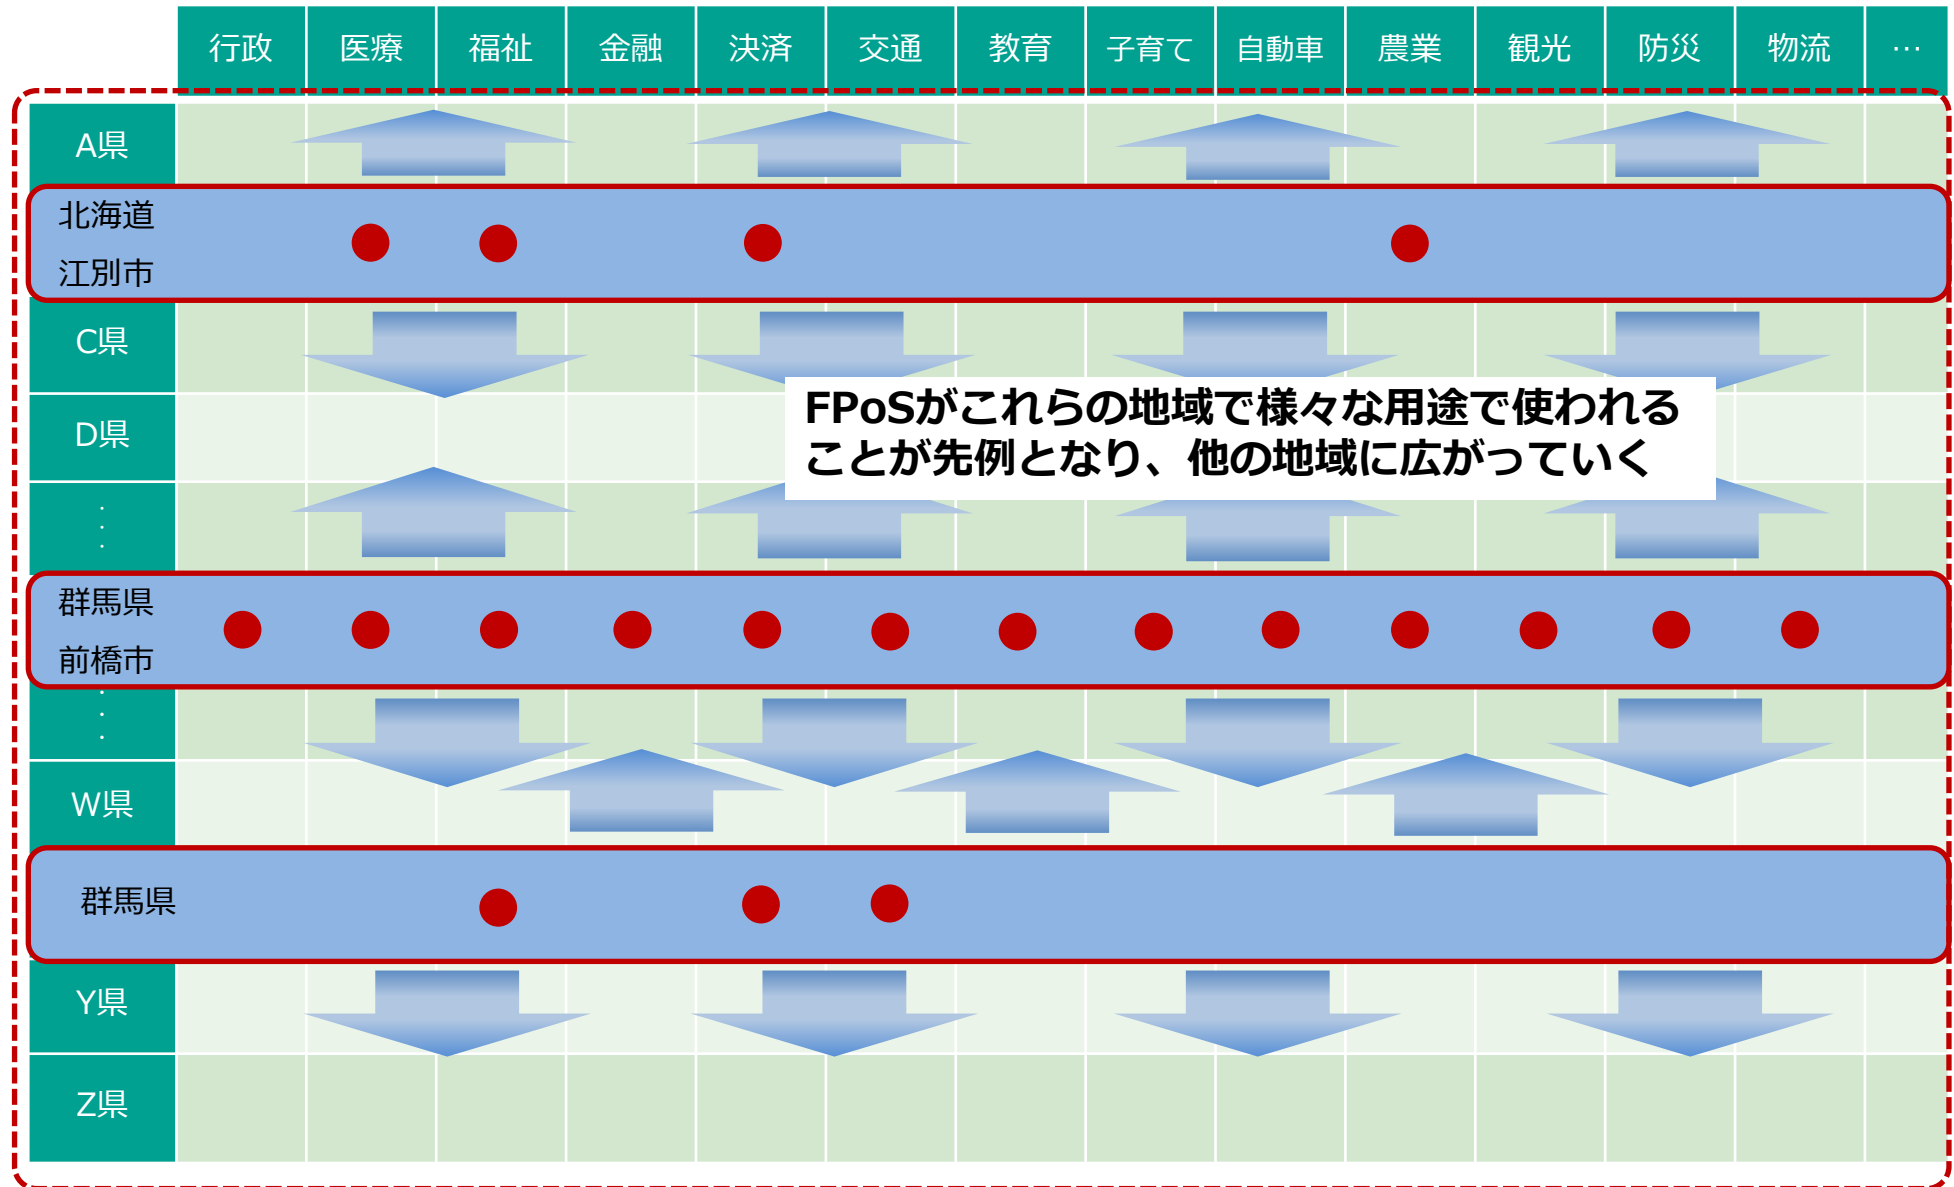 行政 医療 福祉 金融 決済 交通 教育 子育て 自動車 農業 観光 防災 物流 …
A県
北海道
江別市
C県
FPoSがこれらの地域で様々な用途で使われる
D県
ことが先例となり、他の地域に広がっていく
・
・
・
群馬県
前橋市
・
・
・
W県
群馬県
Y県
Z県